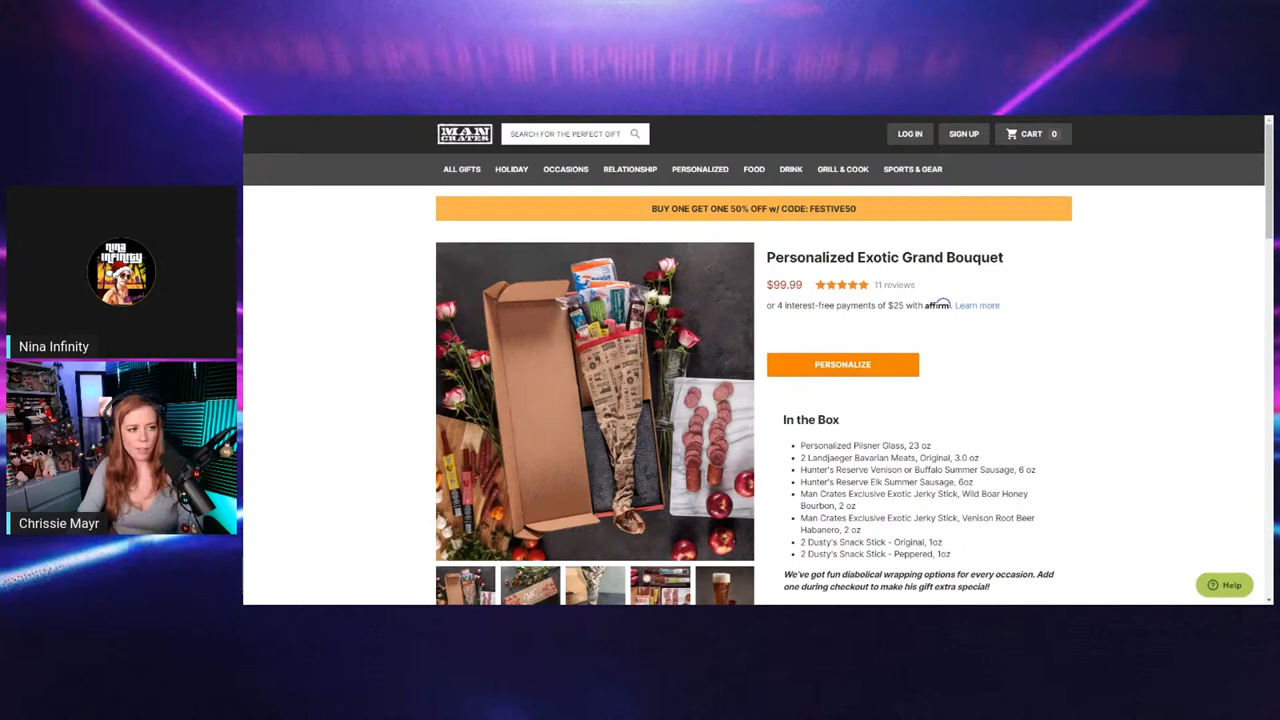 MAN
CRATES
SEARCH FOR THE PERFECT GIFT
LOG IN
SIGN UP
CART 0
ALL GIFTS
HOLIDAY
OCCASIONS
RELATIONSHIP
PERSONALIZED
FOOD
DRINK
GRILL & COOK
SPORTS & GEAR
BUY ONE GET ONE 50% OFF w/ CODE: FESTIVE50
Personalized Exotic Grand Bouquet
$99.99
11 reviews
or 4 interest-free payments of $25 with affirm. Learn more
PERSONALIZE
In the Box
• Personalized Pilsner Glass, 23 oz
• 2 Landjaeger Bavarian Meats, Original, 3.0 oz
• Hunter's Reserve Venison or Buffalo Summer Sausage, 6 oz
• Hunter's Reserve Elk Summer Sausage, 6oz
• Man Crates Exclusive Exotic Jerky Stick, Wild Boar Honey
Bourbon, 2 oz
• Man Crates Exclusive Exotic Jerky Stick, Venison Root Beer
Habanero, 2 oz
• 2 Dusty's Snack Stick - Original, 1oz
• 2 Dusty's Snack Stick - Peppered, 1oz
We've got fun diabolical wrapping options for every occasion. Add
one during checkout to make his gift extra special!
Help
nina
infinity
Nina Infinity
Chrissie Mayr